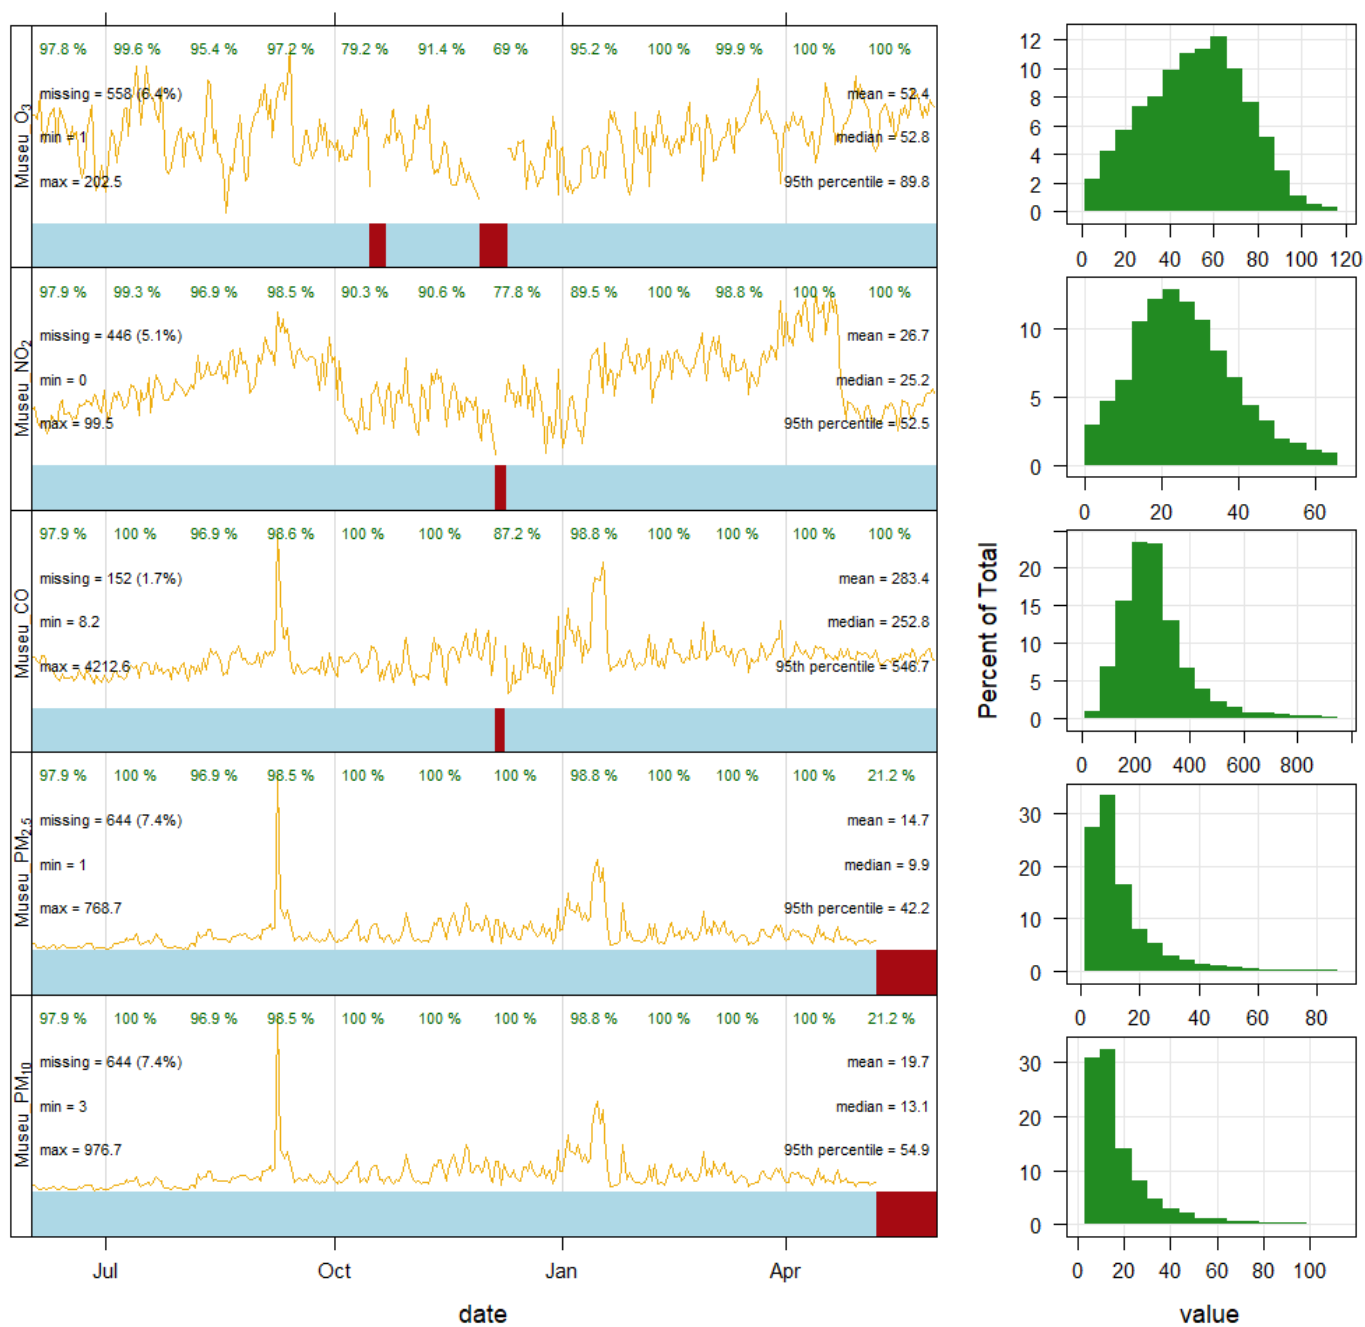 Museu O3
97.8 % 99.6 % 95.4 % 97.2 % 79.2 % 91.4 % 69 % 95.2 % 100 % 99.9 % 100 % 100 %
missing = 558 (6.4%) mean = 52.4
min = 1 median = 52.8
max = 202.5 95th percentile = 89.8
Museu NO2
97.9 % 99.3 % 96.9 % 98.5 % 90.3 % 90.6 % 77.8 % 89.5 % 100 % 98.8 % 100 % 100 %
missing = 446 (5.1%) mean = 26.7
min = 0 median = 25.2
max = 99.5 95th percentile = 52.5
Museu CO
97.9 % 100 % 96.9 % 98.6 % 100 % 100 % 87.2 % 98.8 % 100 % 100 % 100 % 100 %
missing = 152 (1.7%) mean = 283.4
min = 8.2 median = 252.8
max = 4212.6 95th percentile = 546.7
Museu PM2.5
97.9 % 100 % 96.9 % 98.5 % 100 % 100 % 100 % 98.8 % 100 % 100 % 100 % 21.2 %
missing = 644 (7.4%) mean = 14.7
min = 1 median = 9.9
max = 768.7 95th percentile = 42.2
Museu PM10
97.9 % 100 % 96.9 % 98.5 % 100 % 100 % 100 % 98.8 % 100 % 100 % 100 % 21.2 %
missing = 644 (7.4%) mean = 19.7
min = 3 median = 13.1
max = 976.7 95th percentile = 54.9
Jul Oct Jan Apr
date
Percent of Total
12
10
8
6
4
2
0
0 20 40 60 80 100 120
10
5
0
0 20 40 60
20
15
10
5
0
0 200 400 600 800
30
20
10
0
0 20 40 60 80
30
20
10
0
0 20 40 60 80 100
value